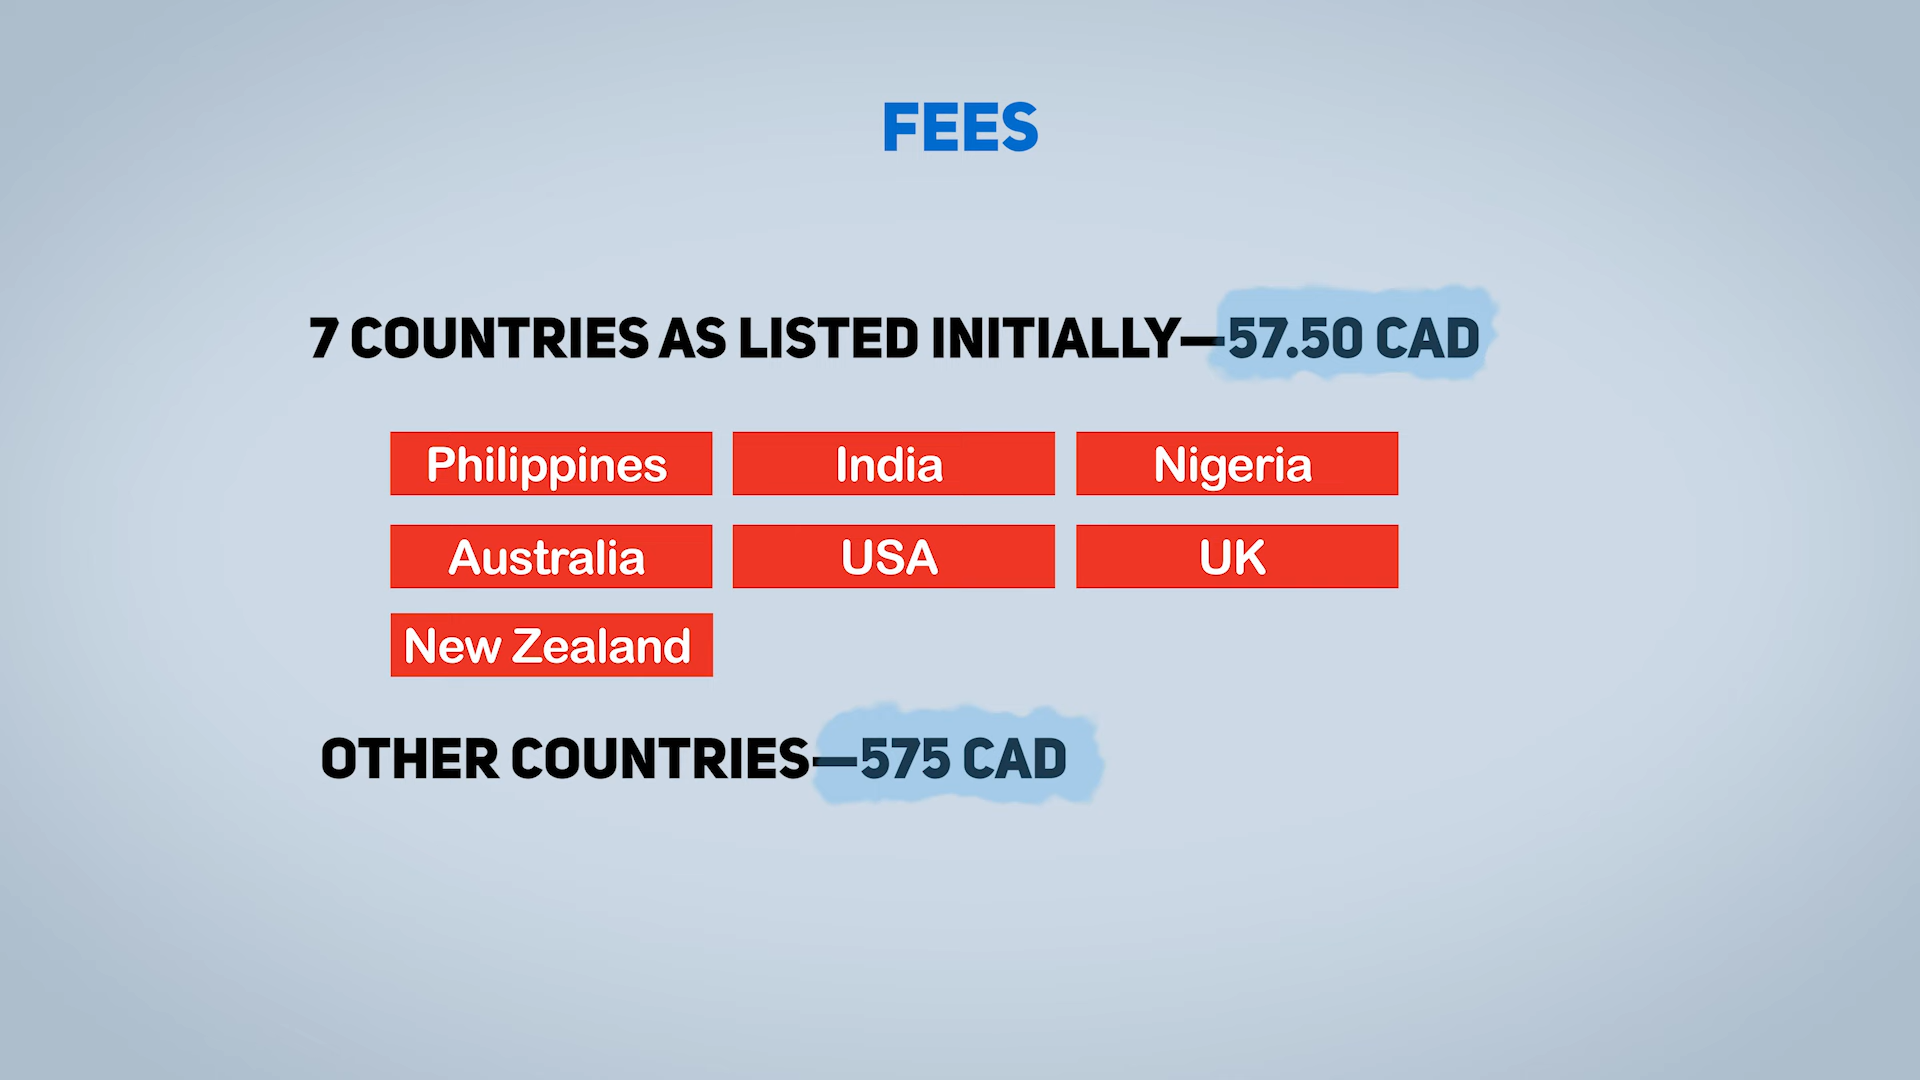 FEES
7 COUNTRIES AS LISTED INITIALLY—57.50 CAD
Philippines India Nigeria
Australia USA UK
New Zealand
OTHER COUNTRIES—575 CAD